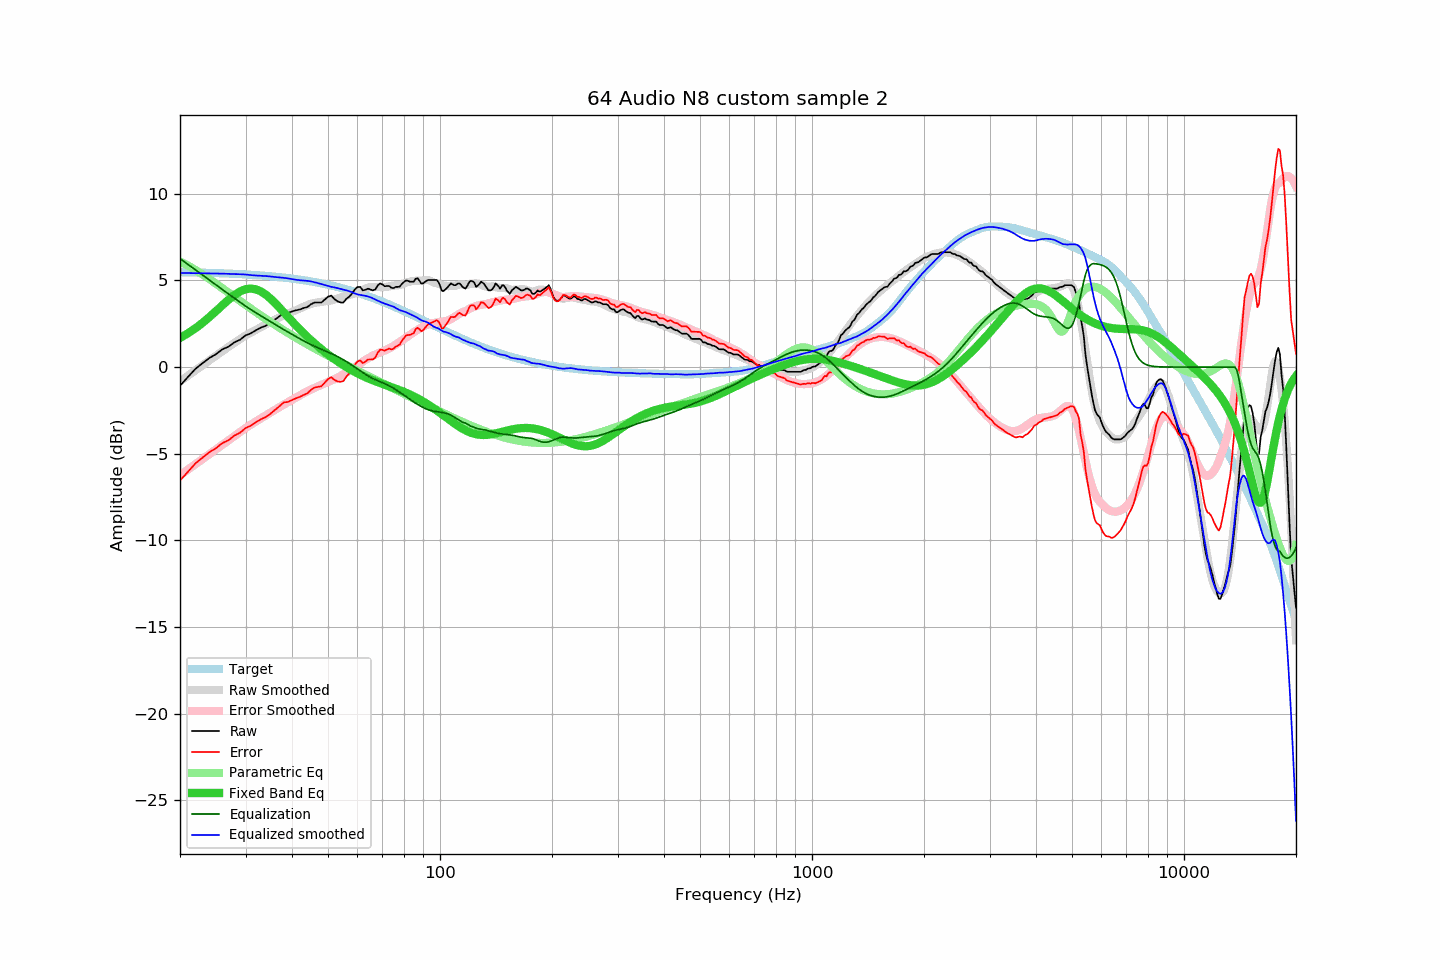 64 Audio N8 custom sample 2
Amplitude (dBr)
10
5
0
−5
−10
−15
−20
−25
Target
Raw Smoothed
Error Smoothed
Raw
Error
Parametric Eq
Fixed Band Eq
Equalization
Equalized smoothed
100
1000
10000
Frequency (Hz)